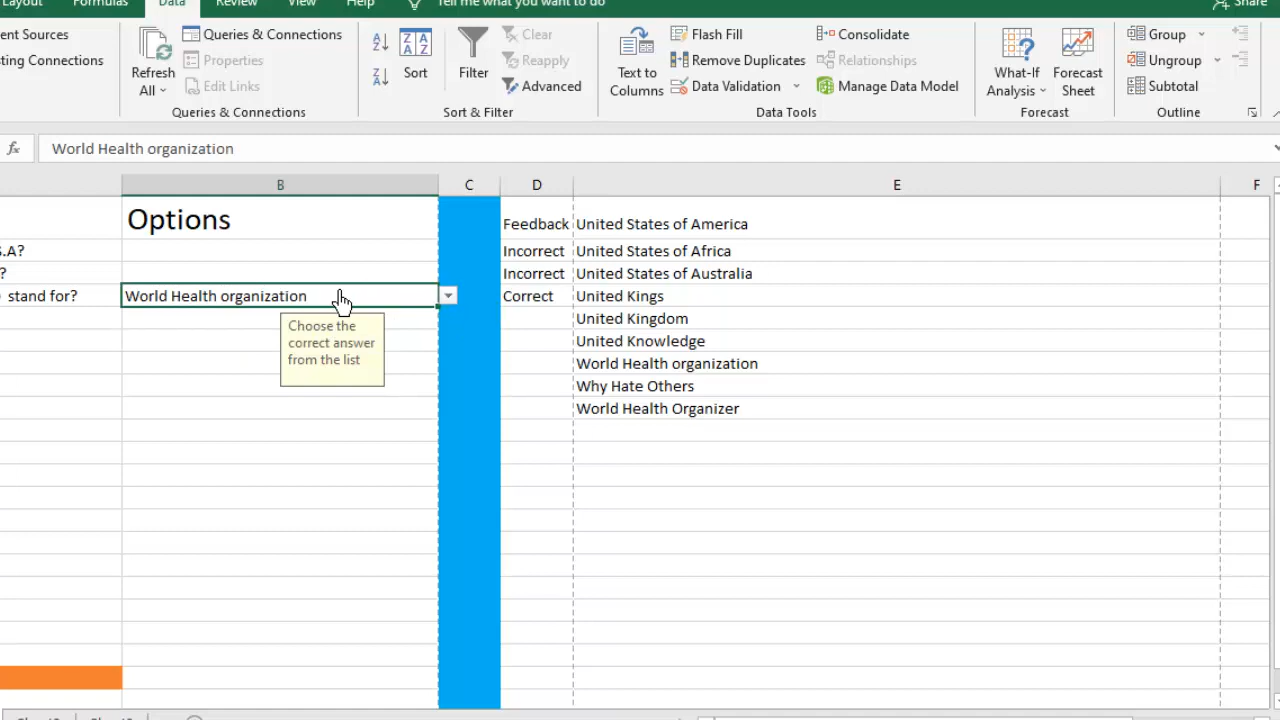 Layout Formulas Data Review View Help Tell me what you want to do Share
ent Sources Queries & Connections Clear Flash Fill Consolidate Group
ting Connections Properties Reapply Remove Duplicates Relationships Ungroup
Refresh All Edit Links Sort Filter Advanced Text to Columns Data Validation Manage Data Model What-If Analysis Forecast Sheet Subtotal
Queries & Connections Sort & Filter Data Tools Forecast Outline
fx World Health organization
B C D E F
Options Feedback United States of America
S.A? Incorrect United States of Africa
? Incorrect United States of Australia
stand for? World Health organization Correct United Kings
Choose the
correct answer
from the list
United Kingdom
United Knowledge
World Health organization
Why Hate Others
World Health Organizer